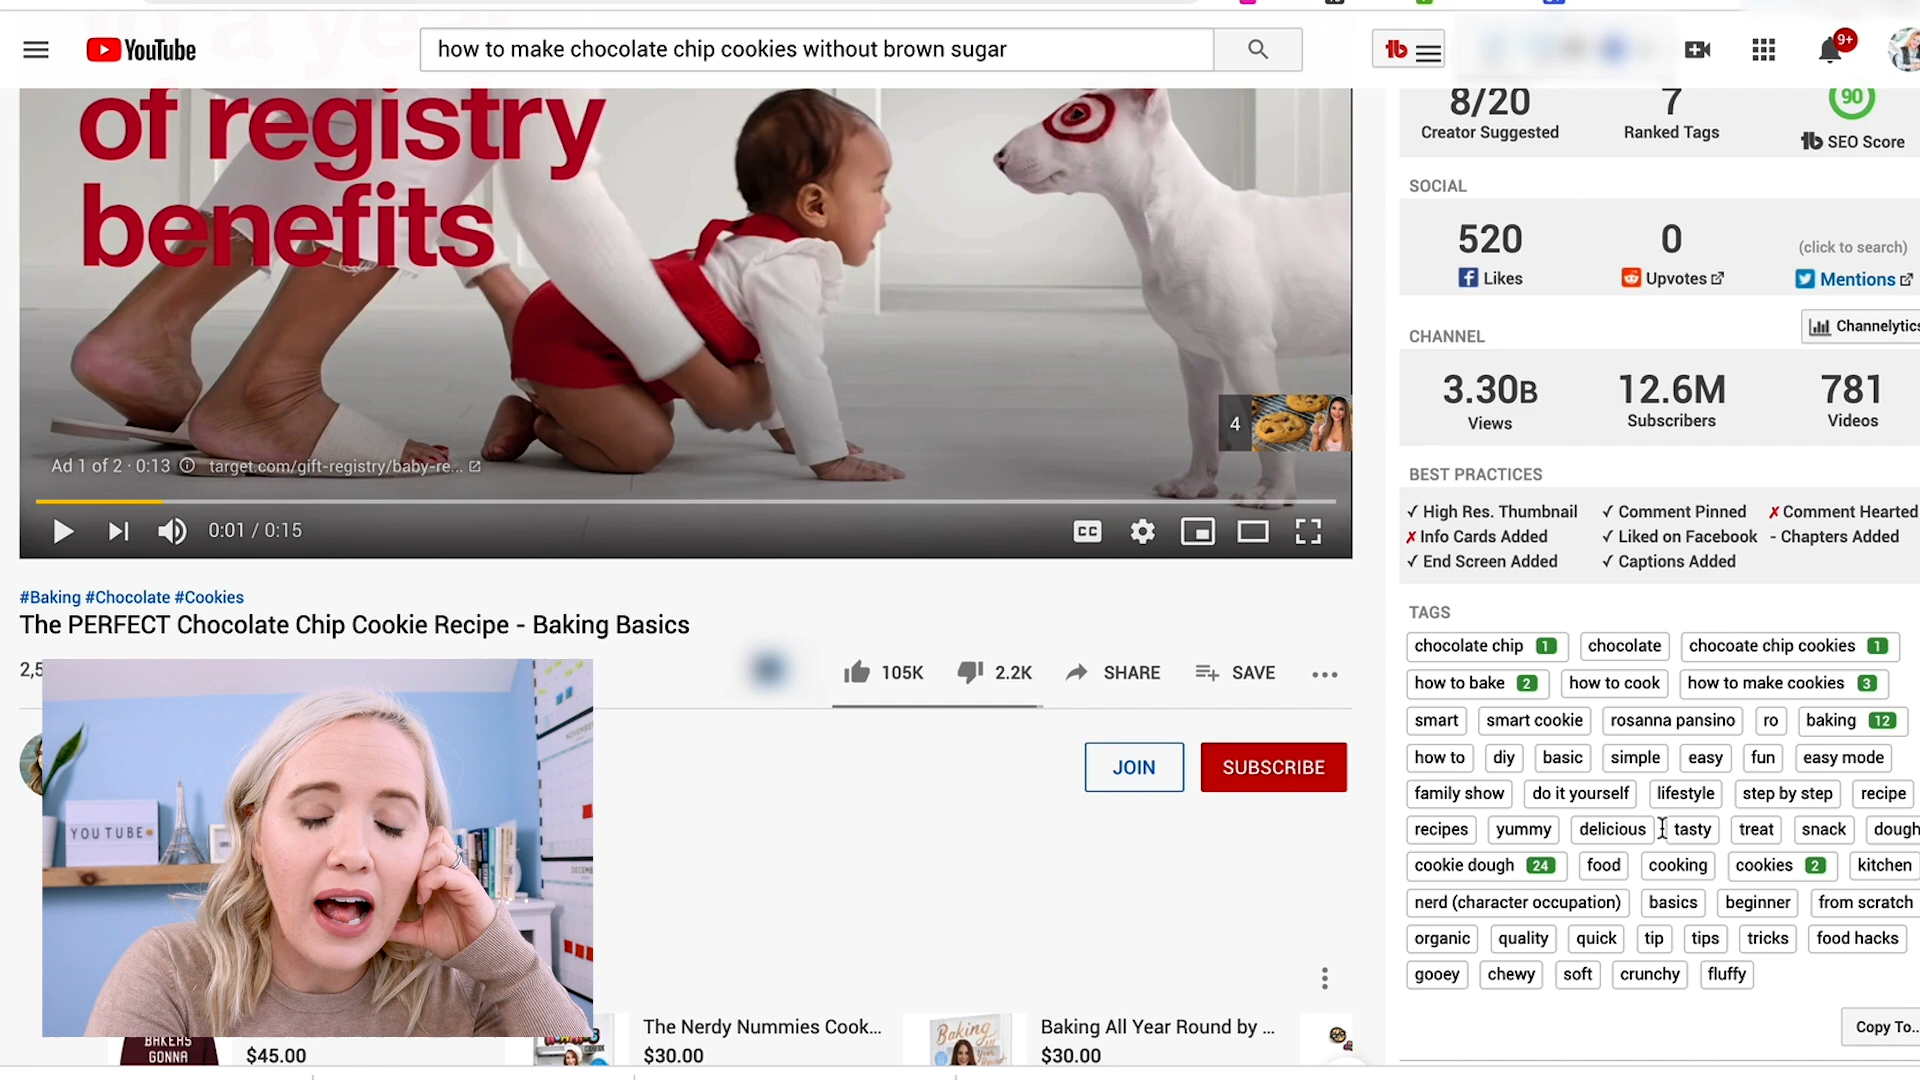 YouTube
how to make chocolate chip cookies without brown sugar
9+
of registry
benefits
4
Ad 1 of 2 · 0:13 target.com/gift-registry/baby-re...
0:01 / 0:15
CC
#Baking #Chocolate #Cookies
The PERFECT Chocolate Chip Cookie Recipe - Baking Basics
2,5
105K 2.2K SHARE SAVE
JOIN SUBSCRIBE
YOUTUBE
NOVEMBER
DECEMBER
BAKERS
GONNA
$45.00
The Nerdy Nummies Cook...
$30.00
Baking
Baking All Year Round by ...
$30.00
8/20 7 90
Creator Suggested Ranked Tags tb SEO Score
SOCIAL
520 0 (click to search)
Likes Upvotes Mentions
CHANNEL Channelytics
3.30B 12.6M 781
Views Subscribers Videos
BEST PRACTICES
✓ High Res. Thumbnail ✓ Comment Pinned ✗ Comment Hearted
✗ Info Cards Added ✓ Liked on Facebook - Chapters Added
✓ End Screen Added ✓ Captions Added
TAGS
chocolate chip 1 chocolate chocoate chip cookies 1
how to bake 2 how to cook how to make cookies 3
smart smart cookie rosanna pansino ro baking 12
how to diy basic simple easy fun easy mode
family show do it yourself lifestyle step by step recipe
recipes yummy delicious tasty treat snack dough
cookie dough 24 food cooking cookies 2 kitchen
nerd (character occupation) basics beginner from scratch
organic quality quick tip tips tricks food hacks
gooey chewy soft crunchy fluffy
Copy To...